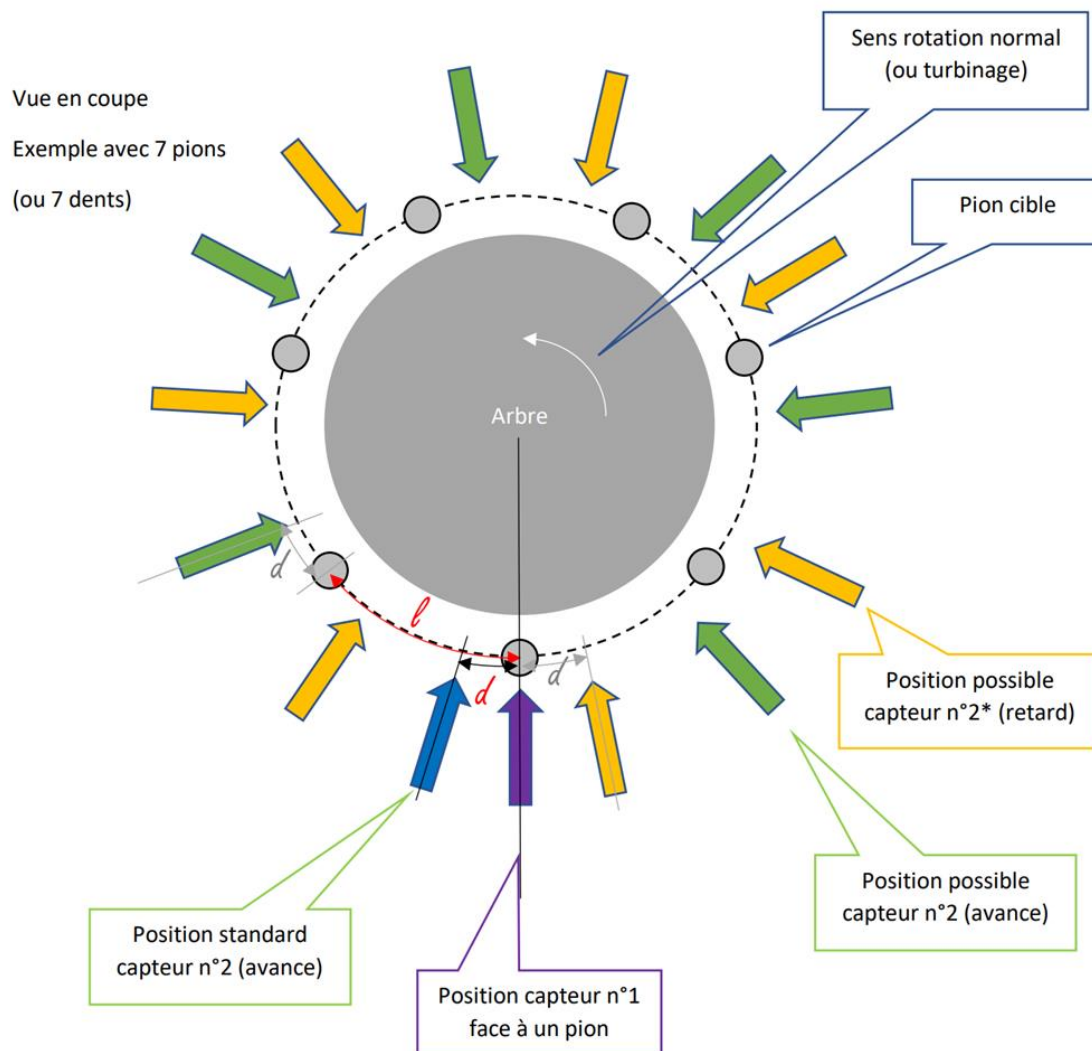 Vue en coupe
Exemple avec 7 pions
(ou 7 dents)
Sens rotation normal
(ou turbinage)
Pion cible
Arbre
d
ℓ
d
d
Position possible
capteur n°2* (retard)
Position possible
capteur n°2 (avance)
Position standard
capteur n°2 (avance)
Position capteur n°1
face à un pion